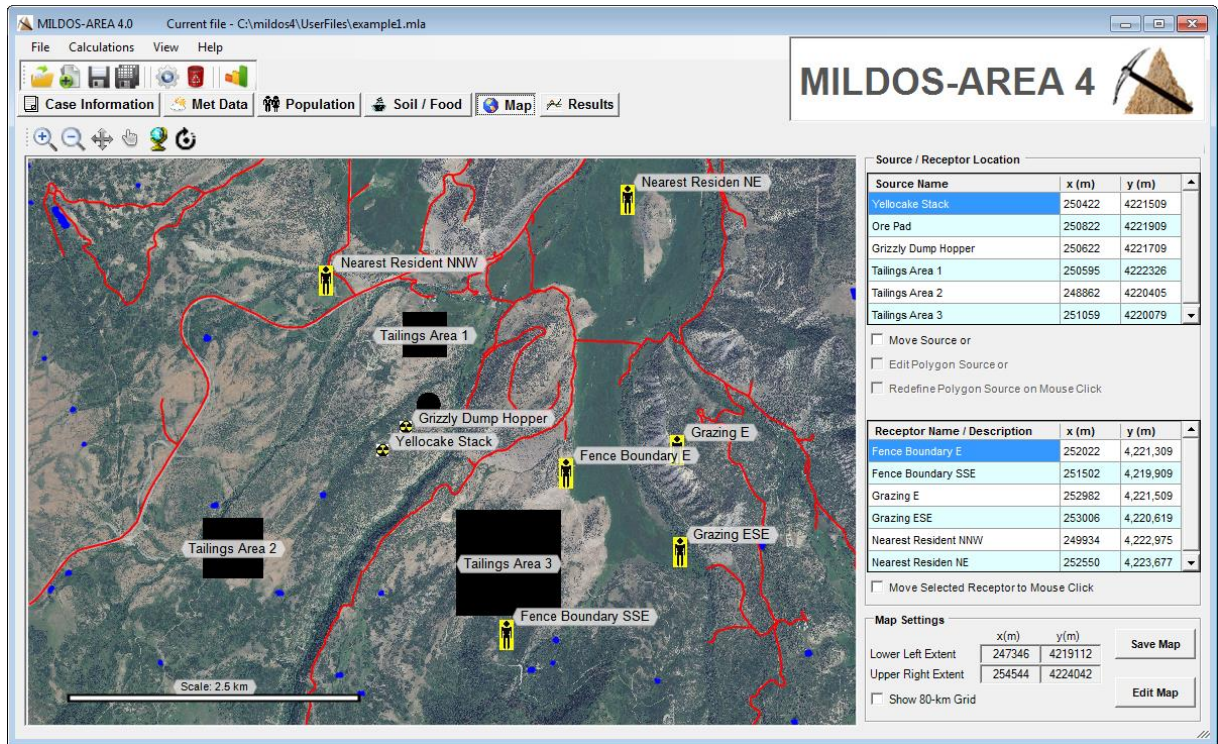 MILDOS-AREA 4.0 Current file - C:\mildos4\UserFiles\example1.mla
File Calculations View Help
MILDOS-AREA 4
Case Information Met Data Population Soil / Food Map Results
Nearest Residen NE
Nearest Resident NNW
Tailings Area 1
Grizzly Dump Hopper
Yellocake Stack
Grazing E
Fence Boundary E
Grazing ESE
Tailings Area 2
Tailings Area 3
Fence Boundary SSE
Scale: 2.5 km
Source / Receptor Location
Source Name x (m) y (m)
Yellocake Stack 250422 4221509
Ore Pad 250822 4221909
Grizzly Dump Hopper 250622 4221709
Tailings Area 1 250595 4222326
Tailings Area 2 248862 4220405
Tailings Area 3 251059 4220079
Move Source or
Edit Polygon Source or
Redefine Polygon Source on Mouse Click
Receptor Name / Description x (m) y (m)
Fence Boundary E 252022 4,221,309
Fence Boundary SSE 251502 4,219,909
Grazing E 252982 4,221,509
Grazing ESE 253006 4,220,619
Nearest Resident NNW 249934 4,222,975
Nearest Residen NE 252550 4,223,677
Move Selected Receptor to Mouse Click
Map Settings
x(m) y(m)
Lower Left Extent 247346 4219112
Upper Right Extent 254544 4224042
Show 80-km Grid
Save Map
Edit Map